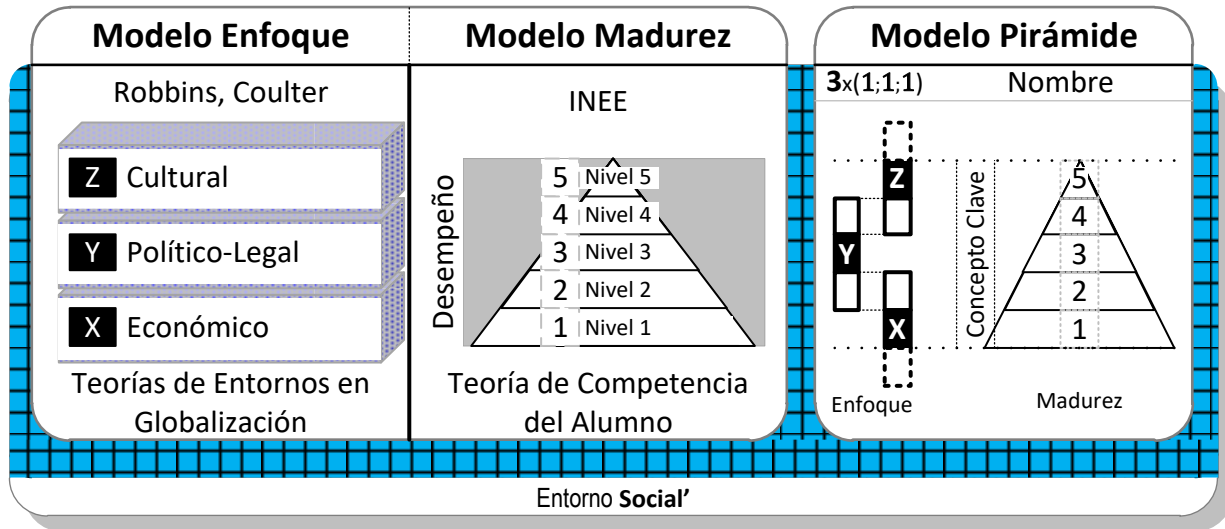 Modelo Enfoque
Robbins, Coulter
Z Cultural
Y Político-Legal
X Económico
Teorías de Entornos en
Globalización
Modelo Madurez
INEE
Desempeño
5 Nivel 5
4 Nivel 4
3 Nivel 3
2 Nivel 2
1 Nivel 1
Teoría de Competencia
del Alumno
Modelo Pirámide
3x(1;1;1) Nombre
Z
Y
X
Enfoque
Concepto Clave
5
4
3
2
1
Madurez
Entorno Social'